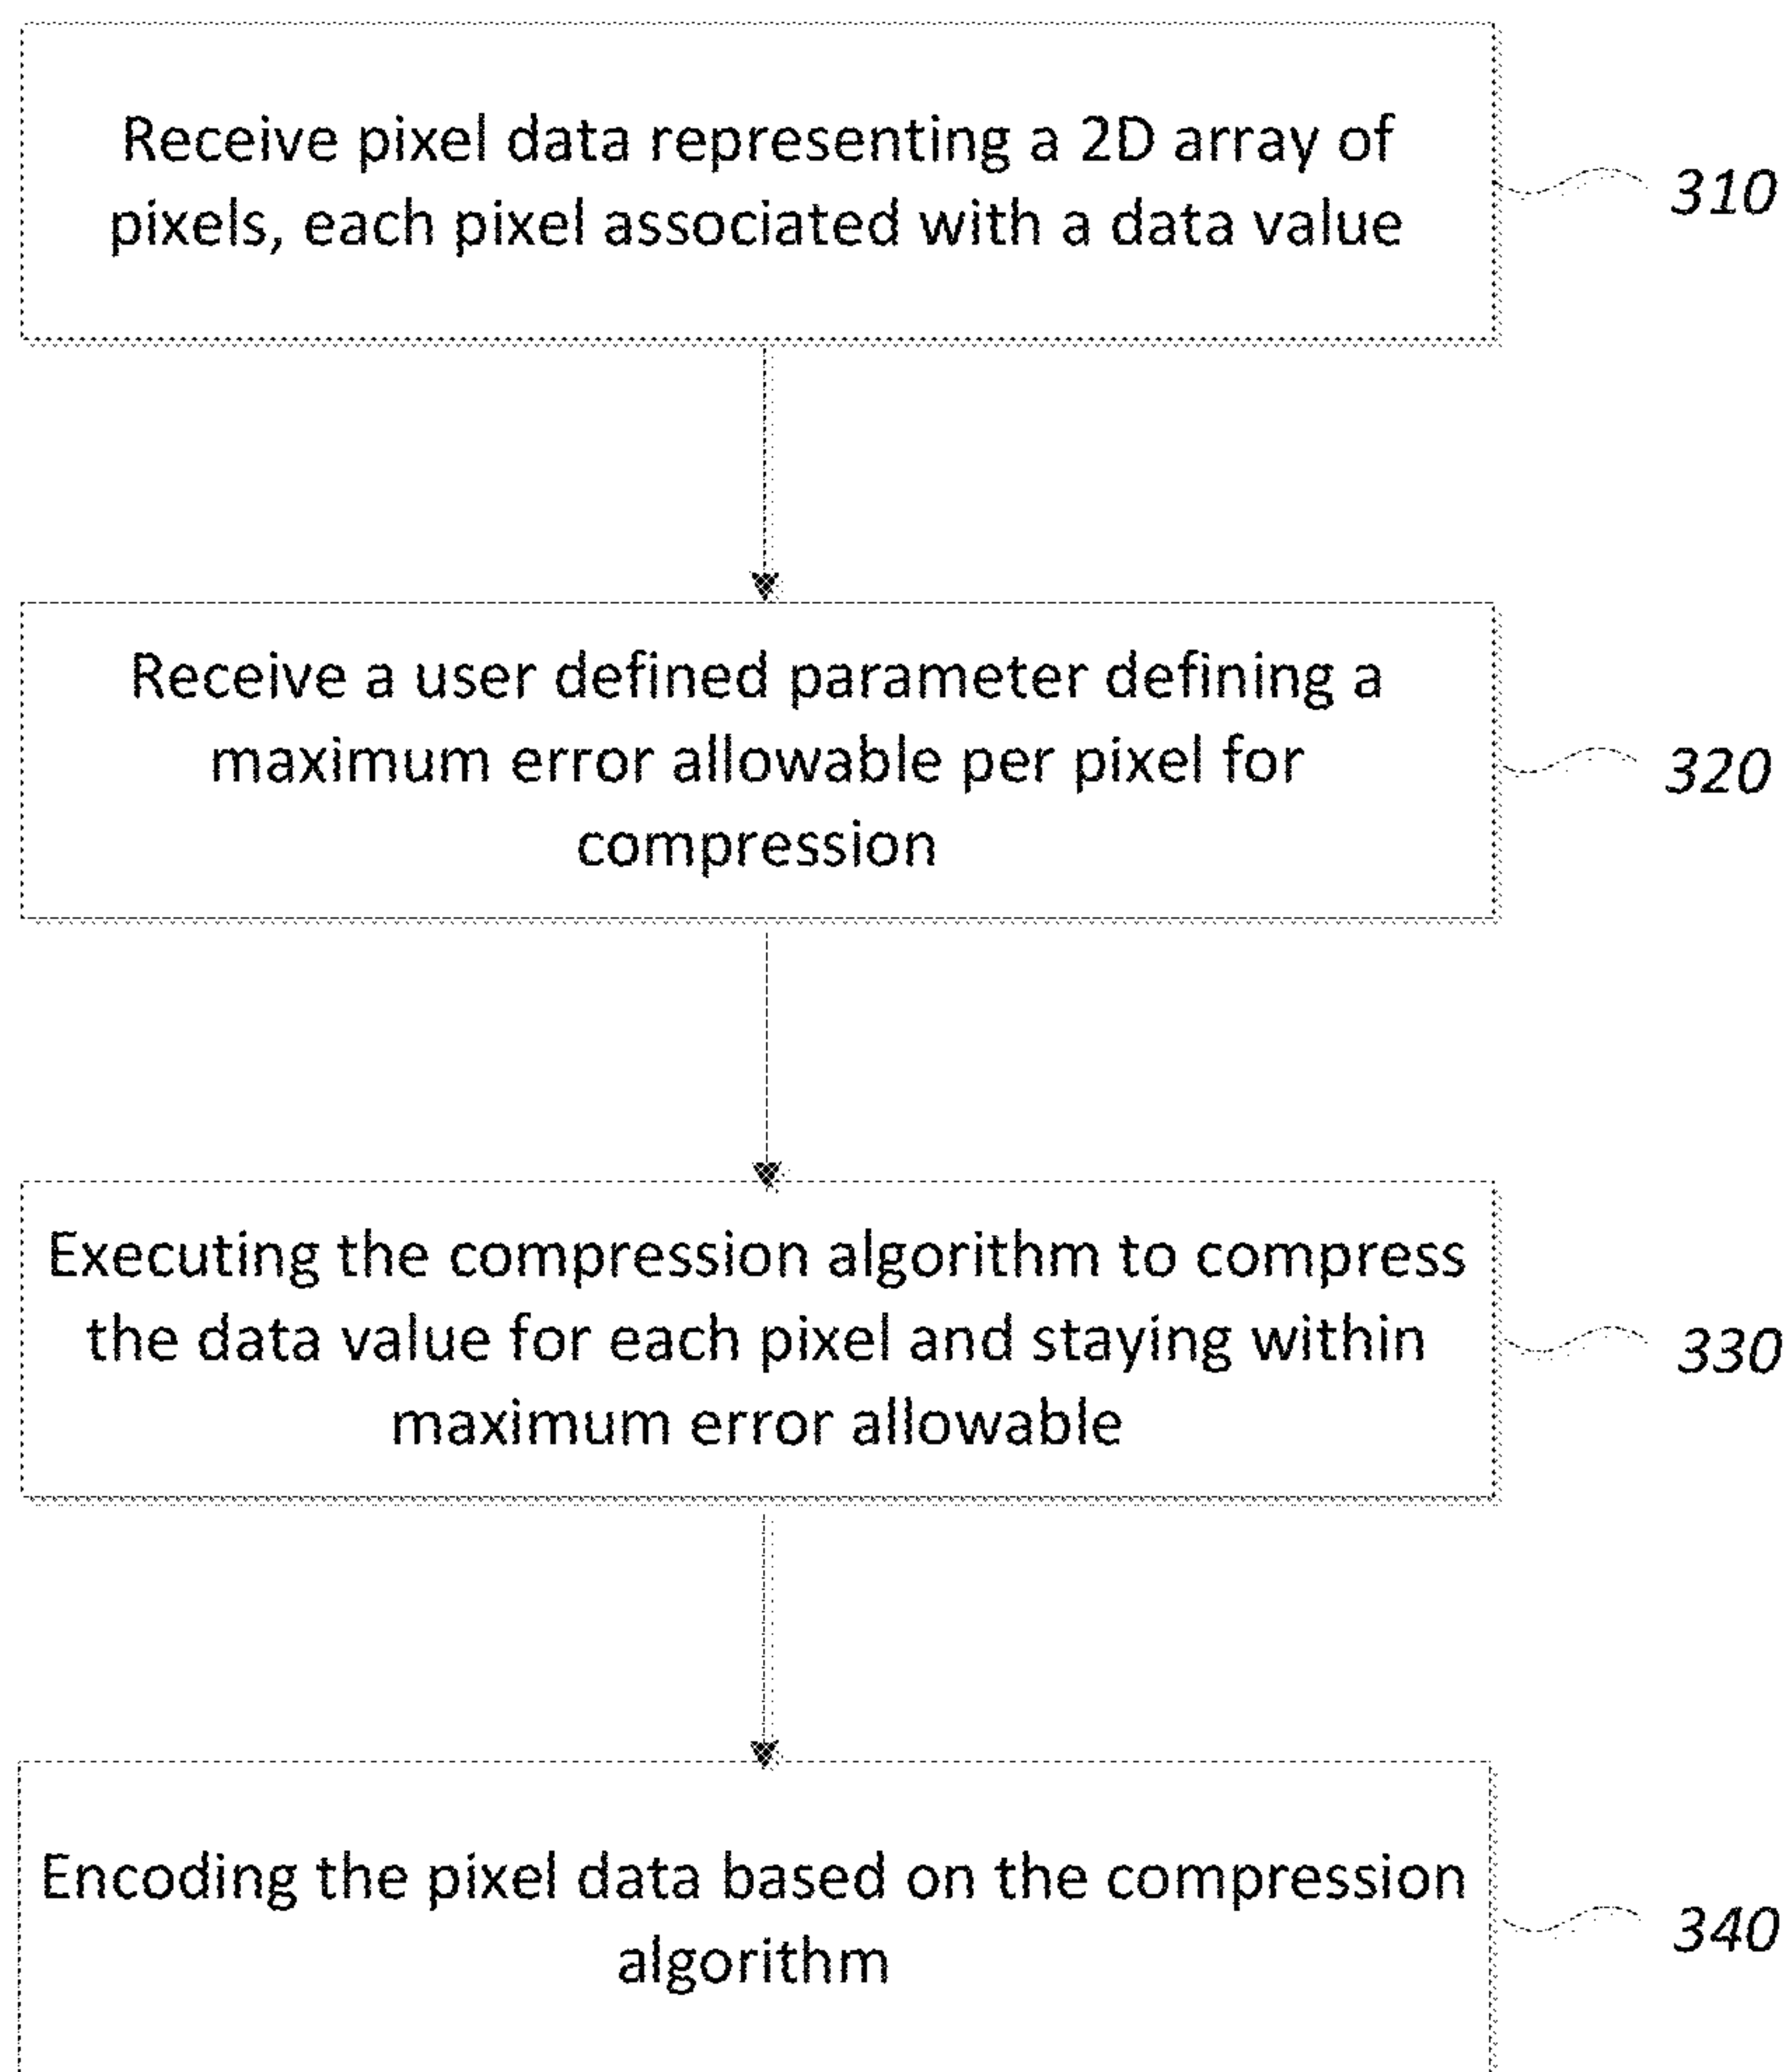 Receive pixel data representing a 2D array of
pixels, each pixel associated with a data value
310
Receive a user defined parameter defining a
maximum error allowable per pixel for
compression
320
Executing the compression algorithm to compress
the data value for each pixel and staying within
maximum error allowable
330
Encoding the pixel data based on the compression
algorithm
340